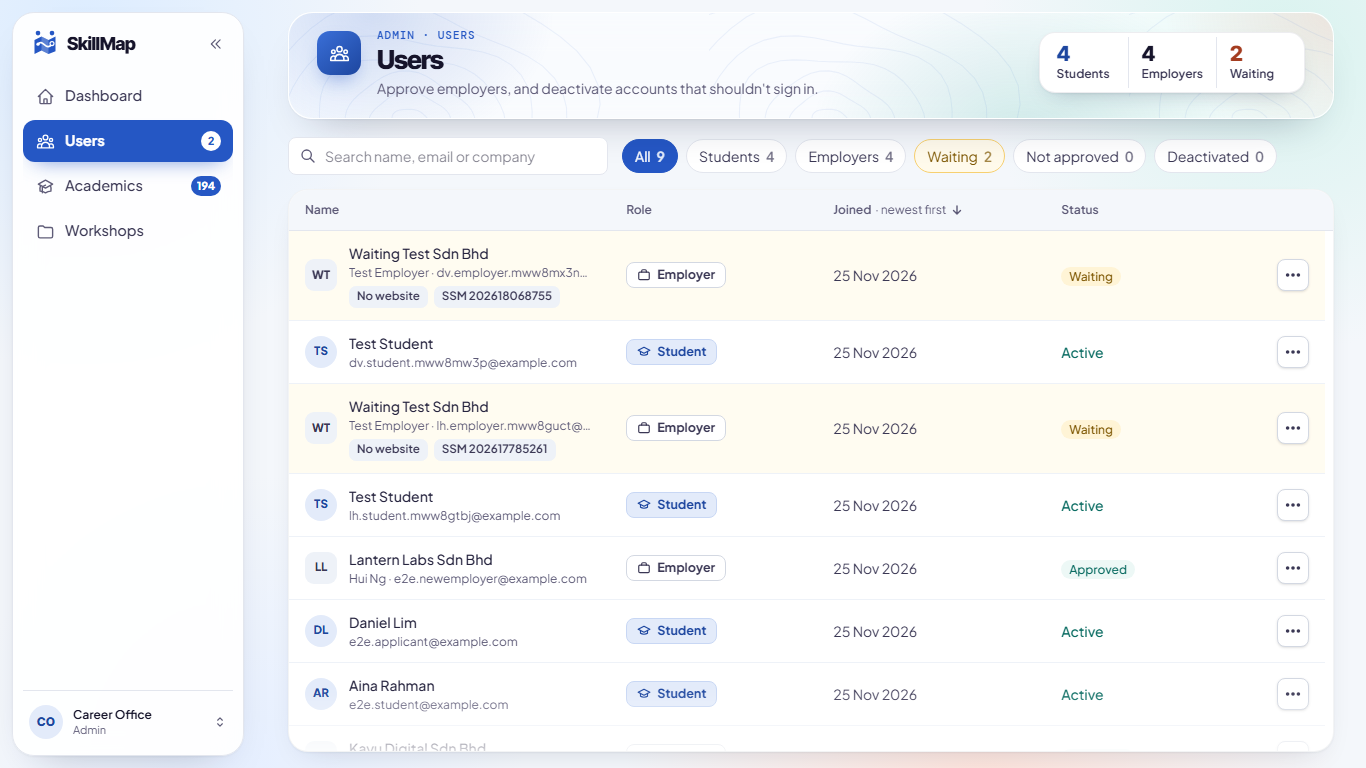 SkillMap
Dashboard
Users 2
Academics 194
Workshops
Career Office
CO
Admin
ADMIN · USERS
Users
Approve employers, and deactivate accounts that shouldn't sign in.
4 Students
4 Employers
2 Waiting
Search name, email or company
All 9
Students 4
Employers 4
Waiting 2
Not approved 0
Deactivated 0
Name Role Joined · newest first Status
Waiting Test Sdn Bhd
WT Test Employer · dv.employer.mww8mx3n… Employer 25 Nov 2026 Waiting
No website SSM 202618068755
Test Student
TS dv.student.mww8mw3p@example.com Student 25 Nov 2026 Active
Waiting Test Sdn Bhd
WT Test Employer · lh.employer.mww8guct@… Employer 25 Nov 2026 Waiting
No website SSM 202617785261
Test Student
TS lh.student.mww8gtbj@example.com Student 25 Nov 2026 Active
Lantern Labs Sdn Bhd
LL Hui Ng · e2e.newemployer@example.com Employer 25 Nov 2026 Approved
Daniel Lim
DL e2e.applicant@example.com Student 25 Nov 2026 Active
Aina Rahman
AR e2e.student@example.com Student 25 Nov 2026 Active
Kayu Digital Sdn Bhd